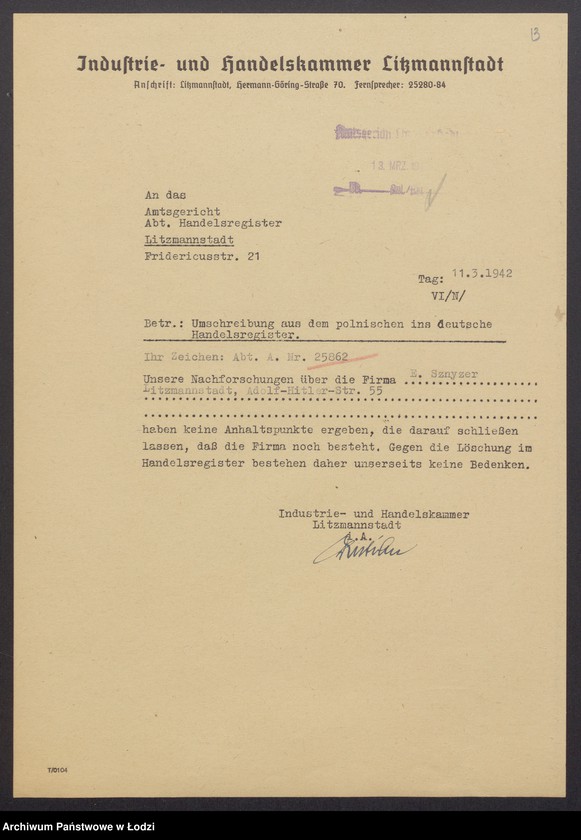 13
Industrie- und Handelskammer Litzmannstadt
Anschrift: Litzmannstadt, Hermann-Göring-Straße 70. Fernsprecher: 25280-84
Amtsgericht
13. MRZ.
An das
Amtsgericht
Abt. Handelsregister
Litzmannstadt
Fridericusstr. 21
Tag: 11.3.1942
VI/N/
Betr.: Umschreibung aus dem polnischen ins deutsche
Handelsregister.
Ihr Zeichen: Abt. A. Nr. 25862
Unsere Nachforschungen über die Firma E. Sznyzer
Litzmannstadt, Adolf-Hitler-Str. 55
haben keine Anhaltspunkte ergeben, die darauf schließen
lassen, daß die Firma noch besteht. Gegen die Löschung im
Handelsregister bestehen daher unserseits keine Bedenken.
Industrie- und Handelskammer
Litzmannstadt
i.A.
T/0104
Archiwum Państwowe w Łodzi